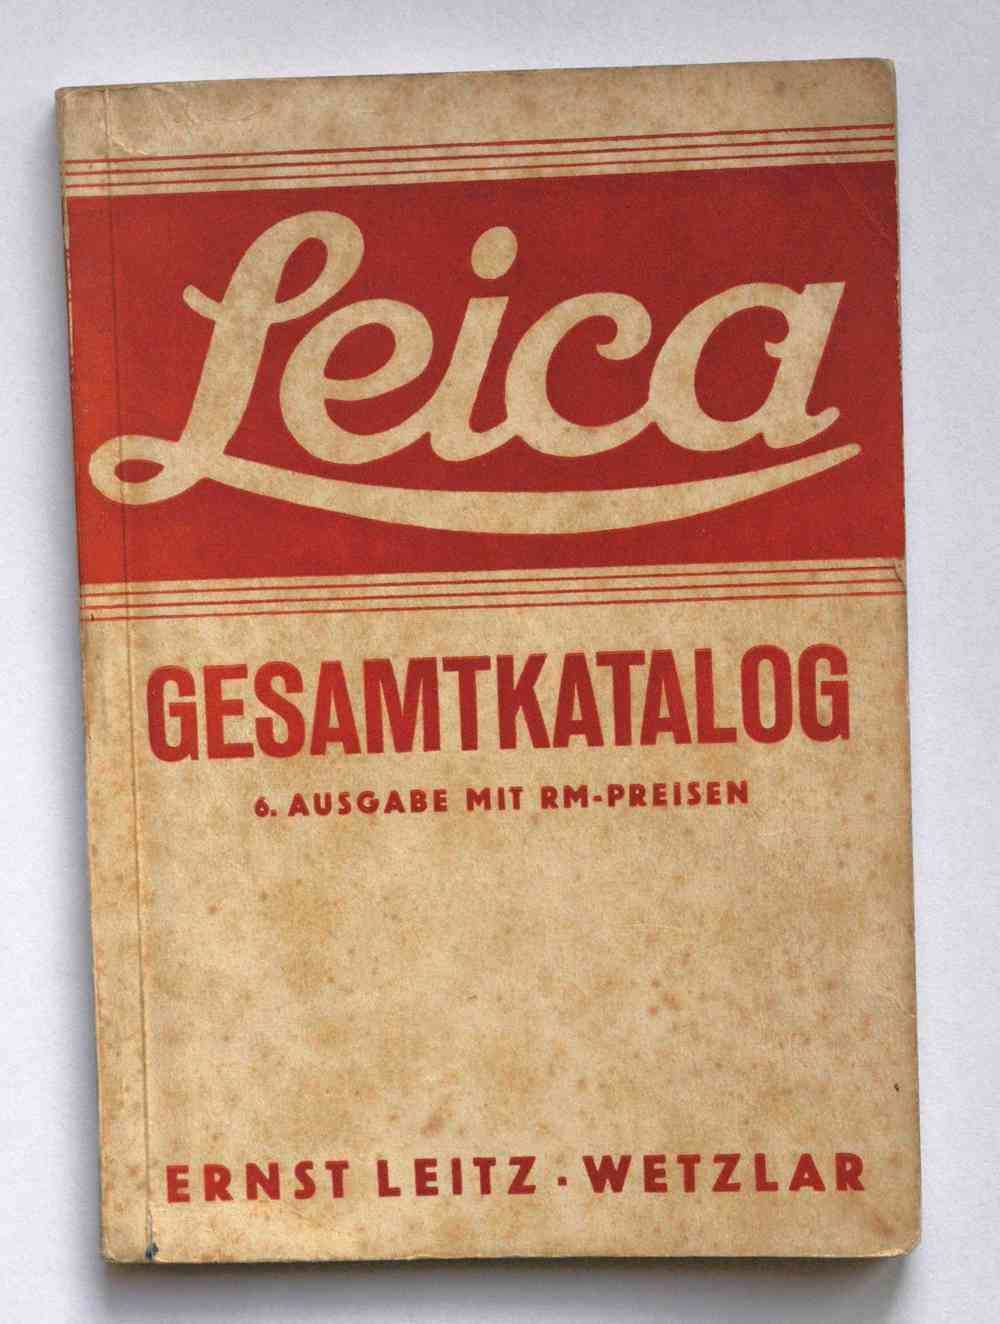 Leica
GESAMTKATALOG
6. AUSGABE MIT RM-PREISEN
ERNST LEITZ · WETZLAR